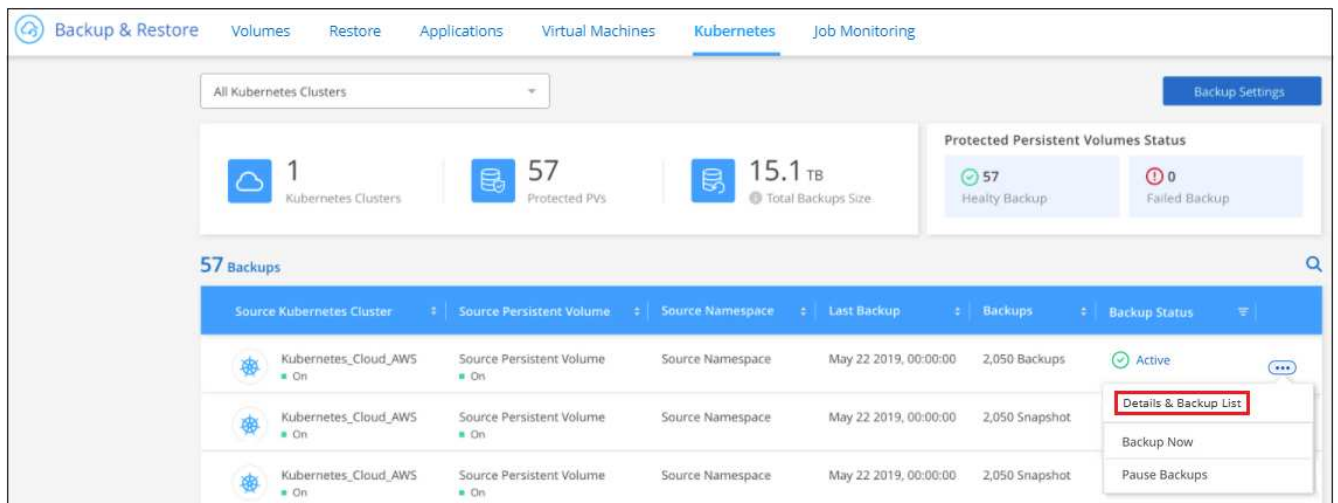 Backup & Restore Volumes Restore Applications Virtual Machines Kubernetes Job Monitoring
All Kubernetes Clusters Backup Settings
Protected Persistent Volumes Status
1 57 15.1 TB 57 0
Kubernetes Clusters Protected PVs Total Backups Size Healty Backup Failed Backup
57 Backups
Source Kubernetes Cluster Source Persistent Volume Source Namespace Last Backup Backups Backup Status
Kubernetes_Cloud_AWS Source Persistent Volume Source Namespace May 22 2019, 00:00:00 2,050 Backups Active
On On
Details & Backup List
Kubernetes_Cloud_AWS Source Persistent Volume Source Namespace May 22 2019, 00:00:00 2,050 Snapshot
On On
Backup Now
Kubernetes_Cloud_AWS Source Persistent Volume Source Namespace May 22 2019, 00:00:00 2,050 Snapshot
Pause Backups
On On